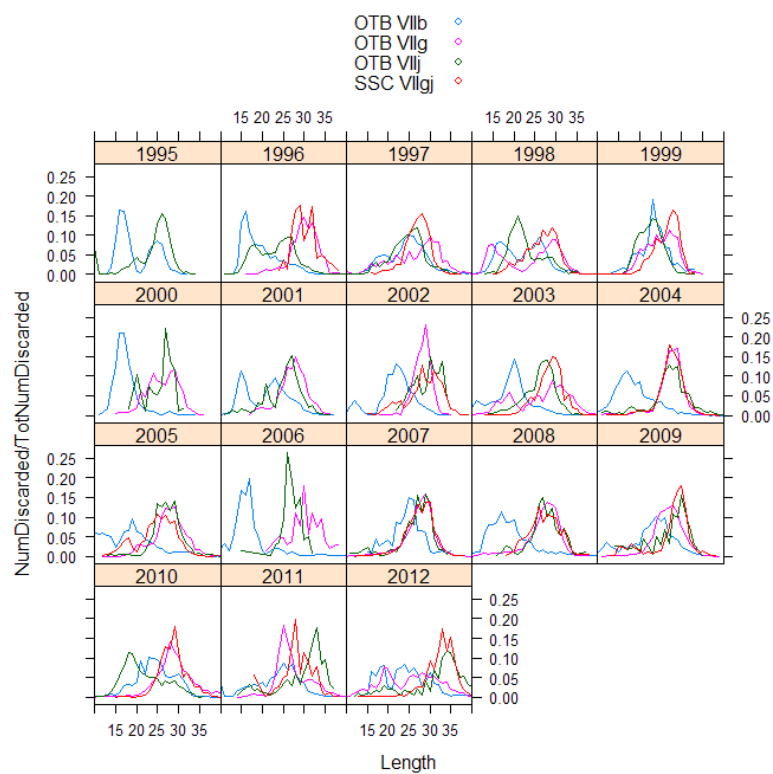 OTB VIIb
OTB VIIg
OTB VIIj
SSC VIIgj
15 20 25 30 35 15 20 25 30 35
1995 1996 1997 1998 1999
0.25
0.20
0.15
0.10
0.05
0.00
2000 2001 2002 2003 2004
0.25
0.20
0.15
0.10
0.05
0.00
2005 2006 2007 2008 2009
0.25
0.20
0.15
0.10
0.05
0.00
2010 2011 2012
0.25
0.20
0.15
0.10
0.05
0.00
15 20 25 30 35 15 20 25 30 35
NumDiscarded/TotNumDiscarded
Length